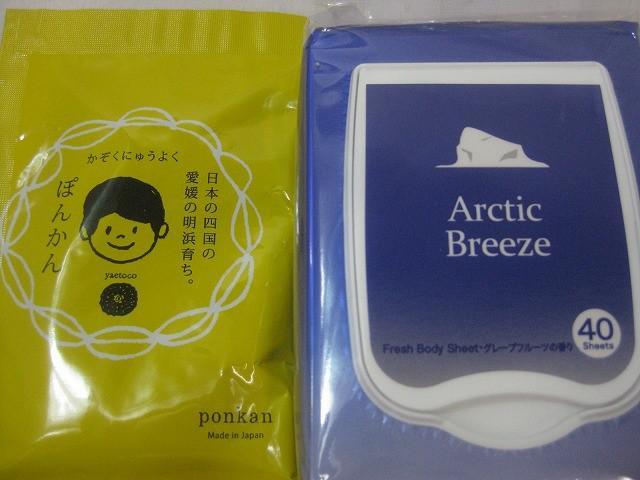 かぞくにゅうよく
日本の四国の
愛媛の明浜育ち。
ぽんかん
yaetoco
ponkan
Made in Japan
Arctic
Breeze
40
Sheets
Fresh Body Sheet・グレープフルーツの香り